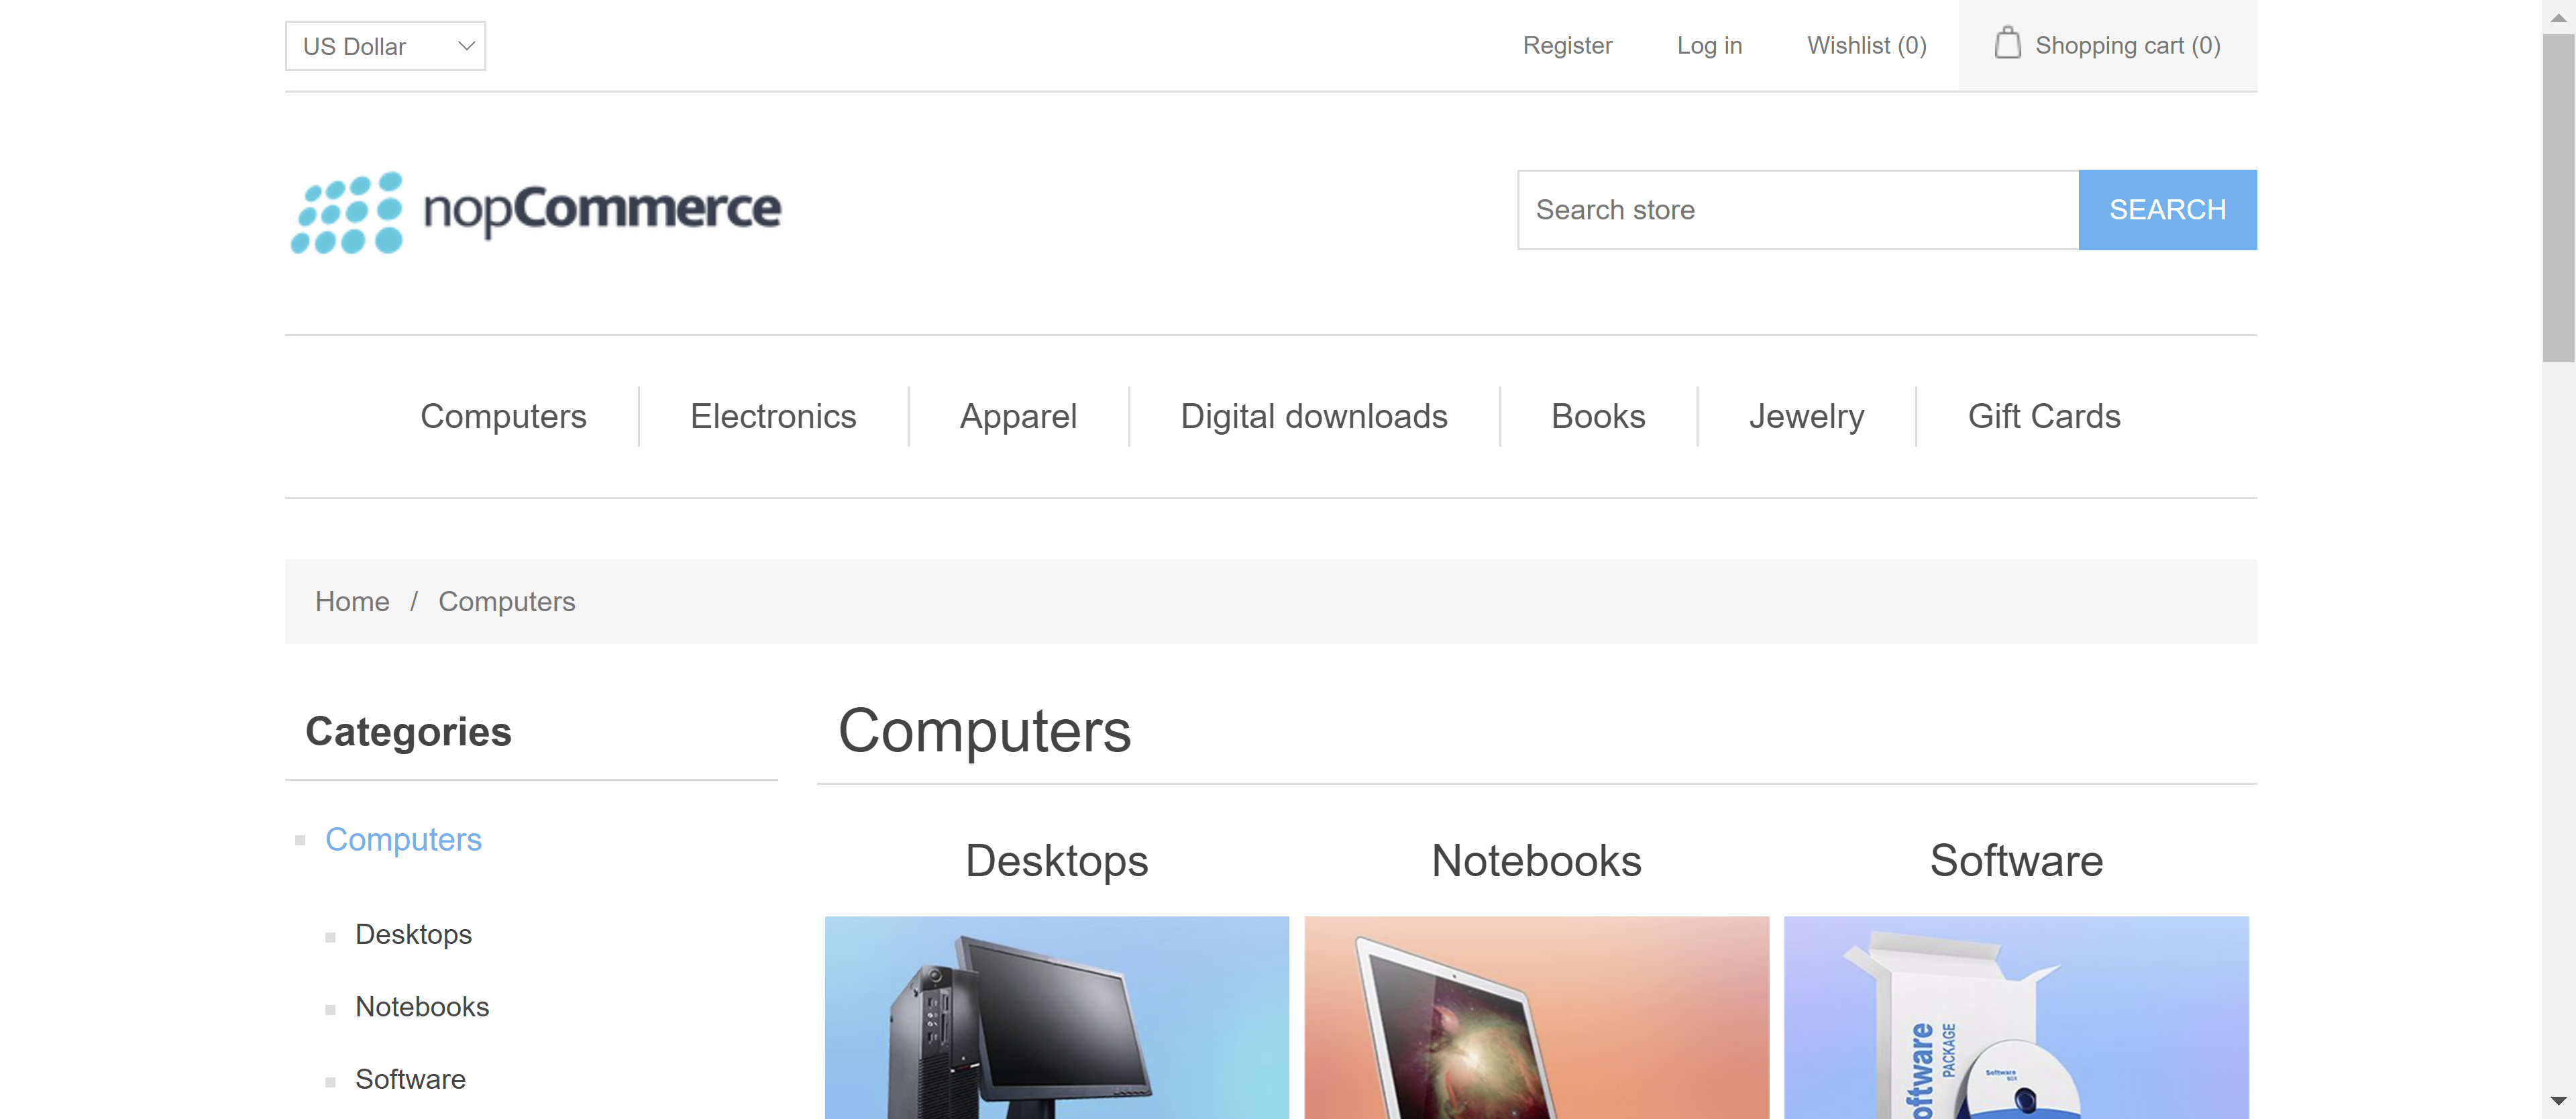 US Dollar
Register Log in Wishlist (0) Shopping cart (0)
nopCommerce
Search store SEARCH
Computers Electronics Apparel Digital downloads Books Jewelry Gift Cards
Home / Computers
Categories
Computers
Computers
Desktops Notebooks Software
Desktops
Notebooks
Software
oftware
PACKAGE
Software